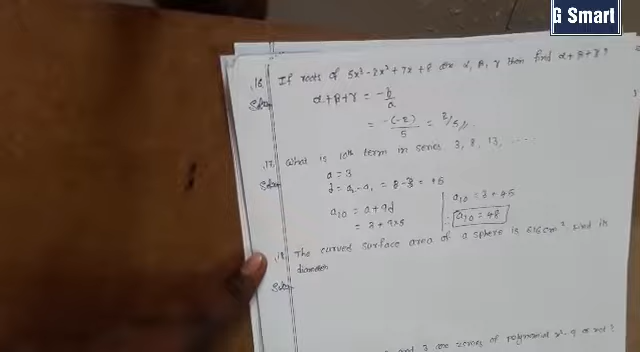 G Smart
16. If roots of 5x³-2x²+7x+8 are α, β, γ then find α+β+γ?
Soln
α+β+γ = -b/a
= -(-2)/5 = 2/5
17. What is 10th term in series 3, 8, 13, ....
Soln
a = 3
d = a₂-a₁ = 8-3 = +5
a₁₀ = a+9d
= 3+9×5
a₁₀ = 3+45
∴ a₁₀ = 48
18. The curved surface area of a sphere is 616cm², find its
diameter
Soln
and 3 are zeroes of polynomial x²-9 or not?